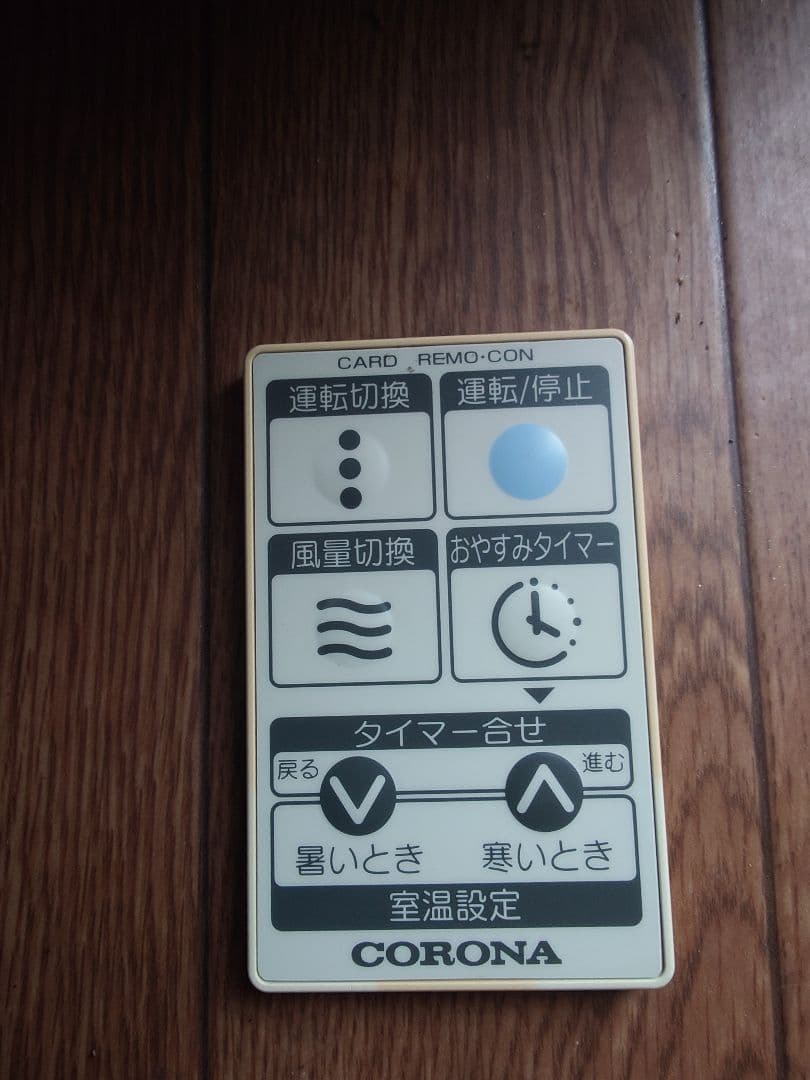 CARD REMO・CON
運転切換
運転/停止
風量切換
おやすみタイマー
タイマー合せ
戻る
進む
暑いとき
寒いとき
室温設定
CORONA